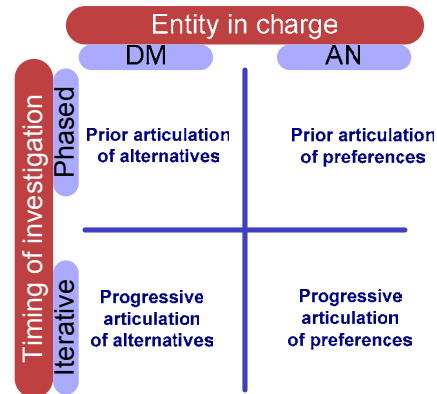 Entity in charge
DM
AN
Timing of investigation
Phased
Prior articulation
of alternatives
Prior articulation
of preferences
Iterative
Progressive
articulation
of alternatives
Progressive
articulation
of preferences